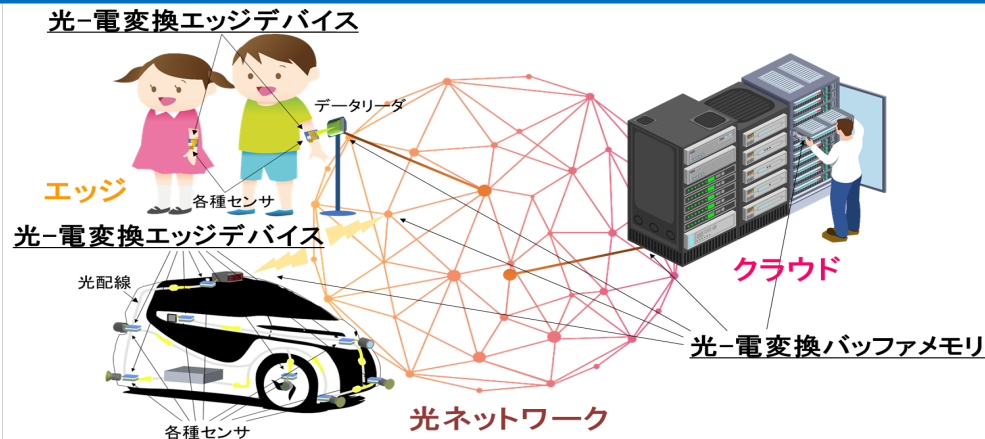 光-電変換エッジデバイス
データリーダ
エッジ
各種センサ
光-電変換エッジデバイス
クラウド
光配線
光-電変換バッファメモリ
光ネットワーク
各種センサ